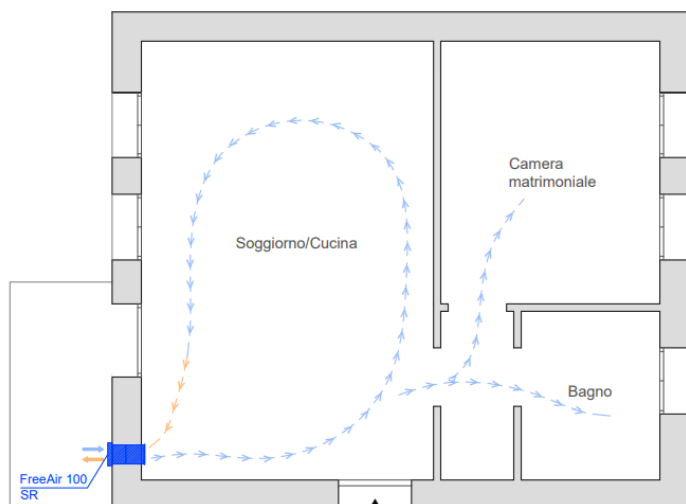 Camera
matrimoniale
Soggiorno/Cucina
Bagno
FreeAir 100
SR